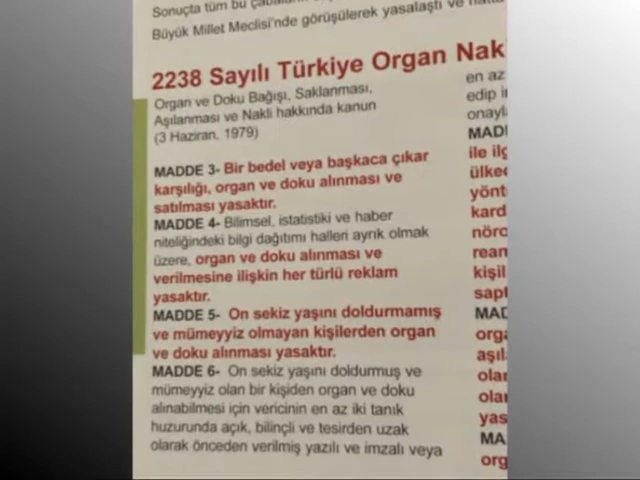 Sonuçta tüm bu
Büyük Millet Meclisi'nde görüşülerek yasalaştı ve
2238 Sayılı Türkiye Organ Nak
Organ ve Doku Bağışı, Saklanması,
Aşılanması ve Nakli hakkında kanun
(3 Haziran, 1979)
MADDE 3- Bir bedel veya başkaca çıkar
karşılığı, organ ve doku alınması ve
satılması yasaktır.
MADDE 4- Bilimsel, istatistiki ve haber
niteliğindeki bilgi dağıtımı halleri ayrık olmak
üzere, organ ve doku alınması ve
verilmesine ilişkin her türlü reklam
yasaktır.
MADDE 5- On sekiz yaşını doldurmamış
ve mümeyyiz olmayan kişilerden organ
ve doku alınması yasaktır.
MADDE 6- On sekiz yaşını doldurmuş ve
mümeyyiz olan bir kişiden organ ve doku
alınabilmesi için vericinin en az iki tanık
huzurunda açık, bilinçli ve tesirden uzak
olarak önceden verilmiş yazılı ve imzalı veya
en az
edip
onayl
MAD
ile ilg
ülke
yönt
kard
nöro
rean
kişil
sapt
MAD
orga
aşıl
olar
olar
yas
MA
org